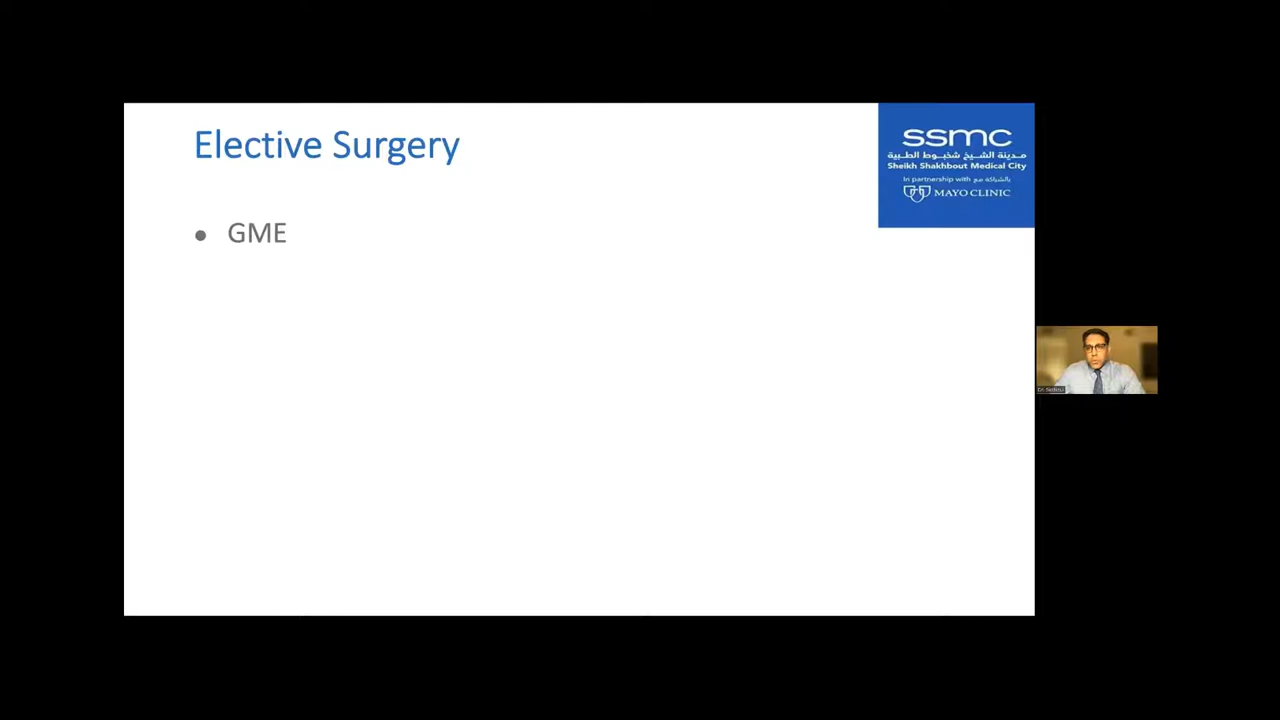 Elective Surgery
ssmc
مدينة الشيخ شخبوط الطبية
Sheikh Shakhbout Medical City
In partnership with بالشراكة مع
MAYO CLINIC
● GME